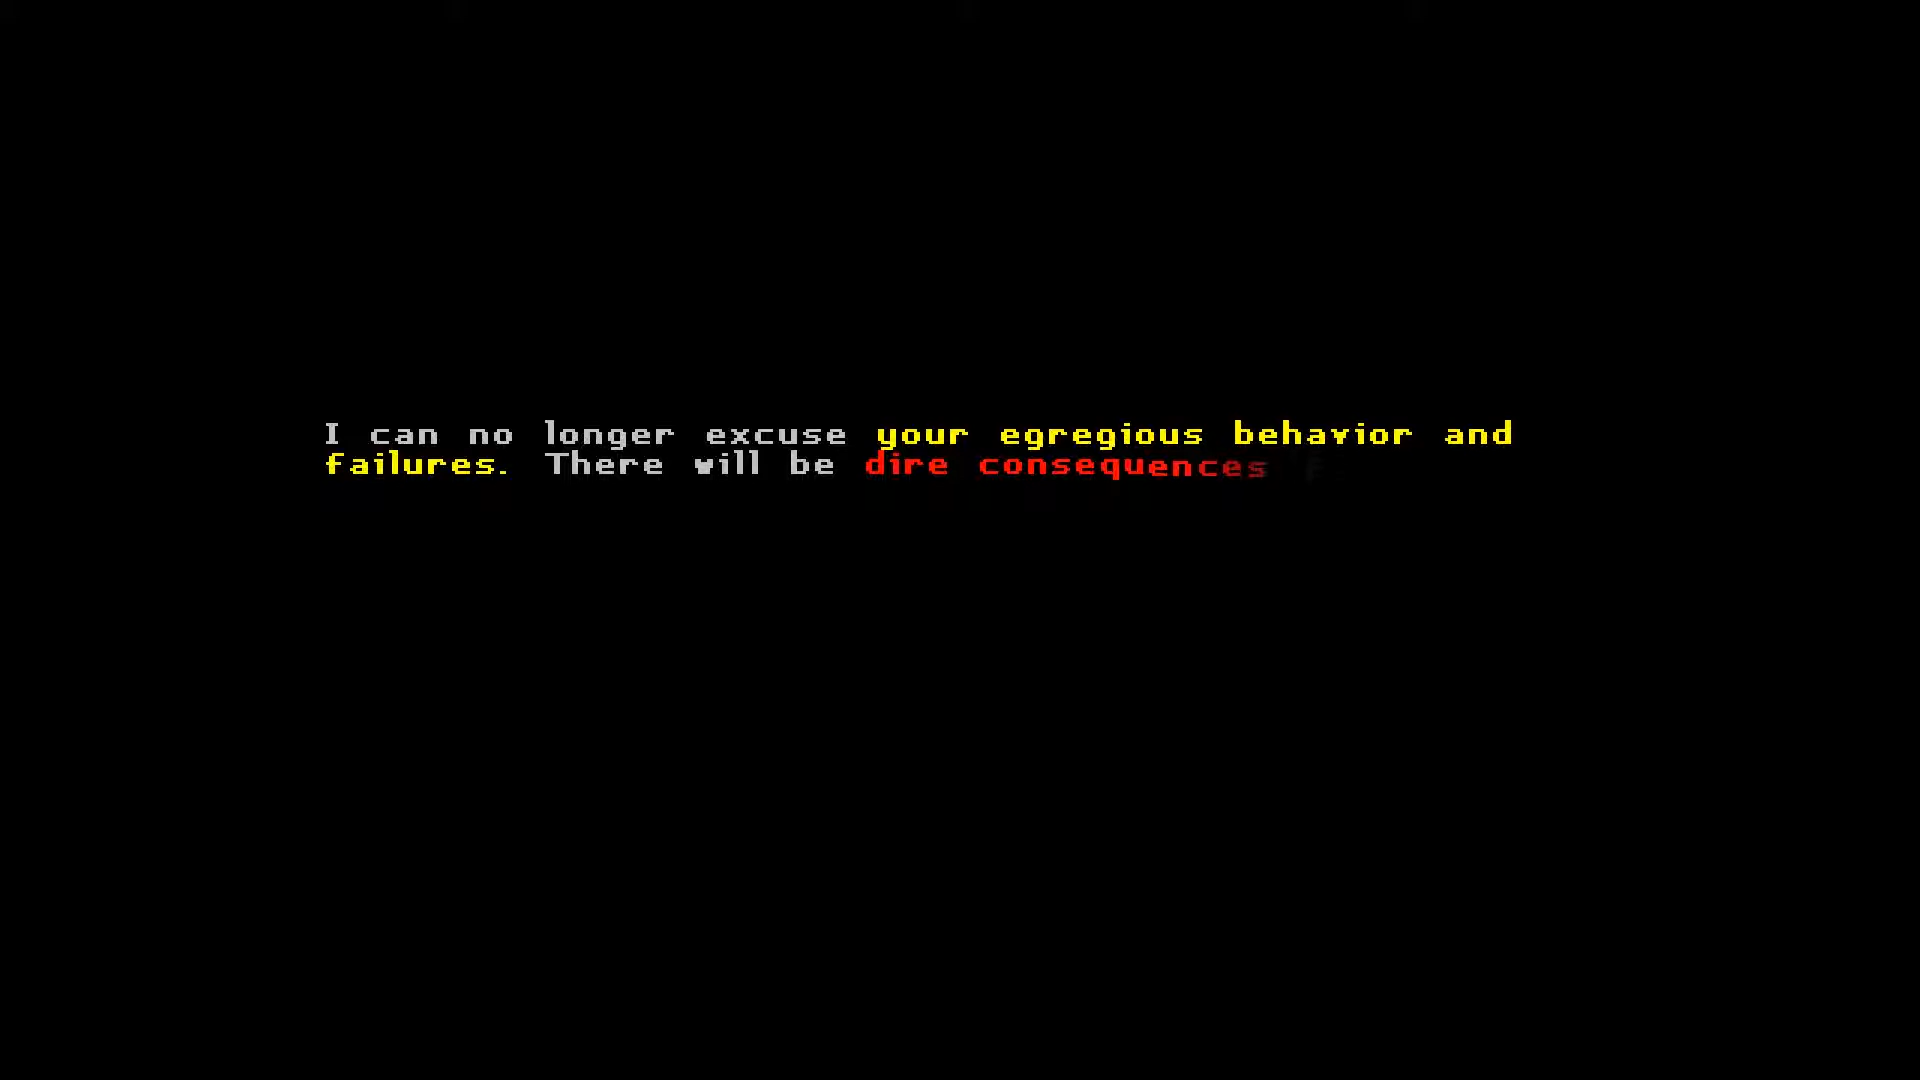 I can no longer excuse your egregious behavior and
failures. There will be dire consequences